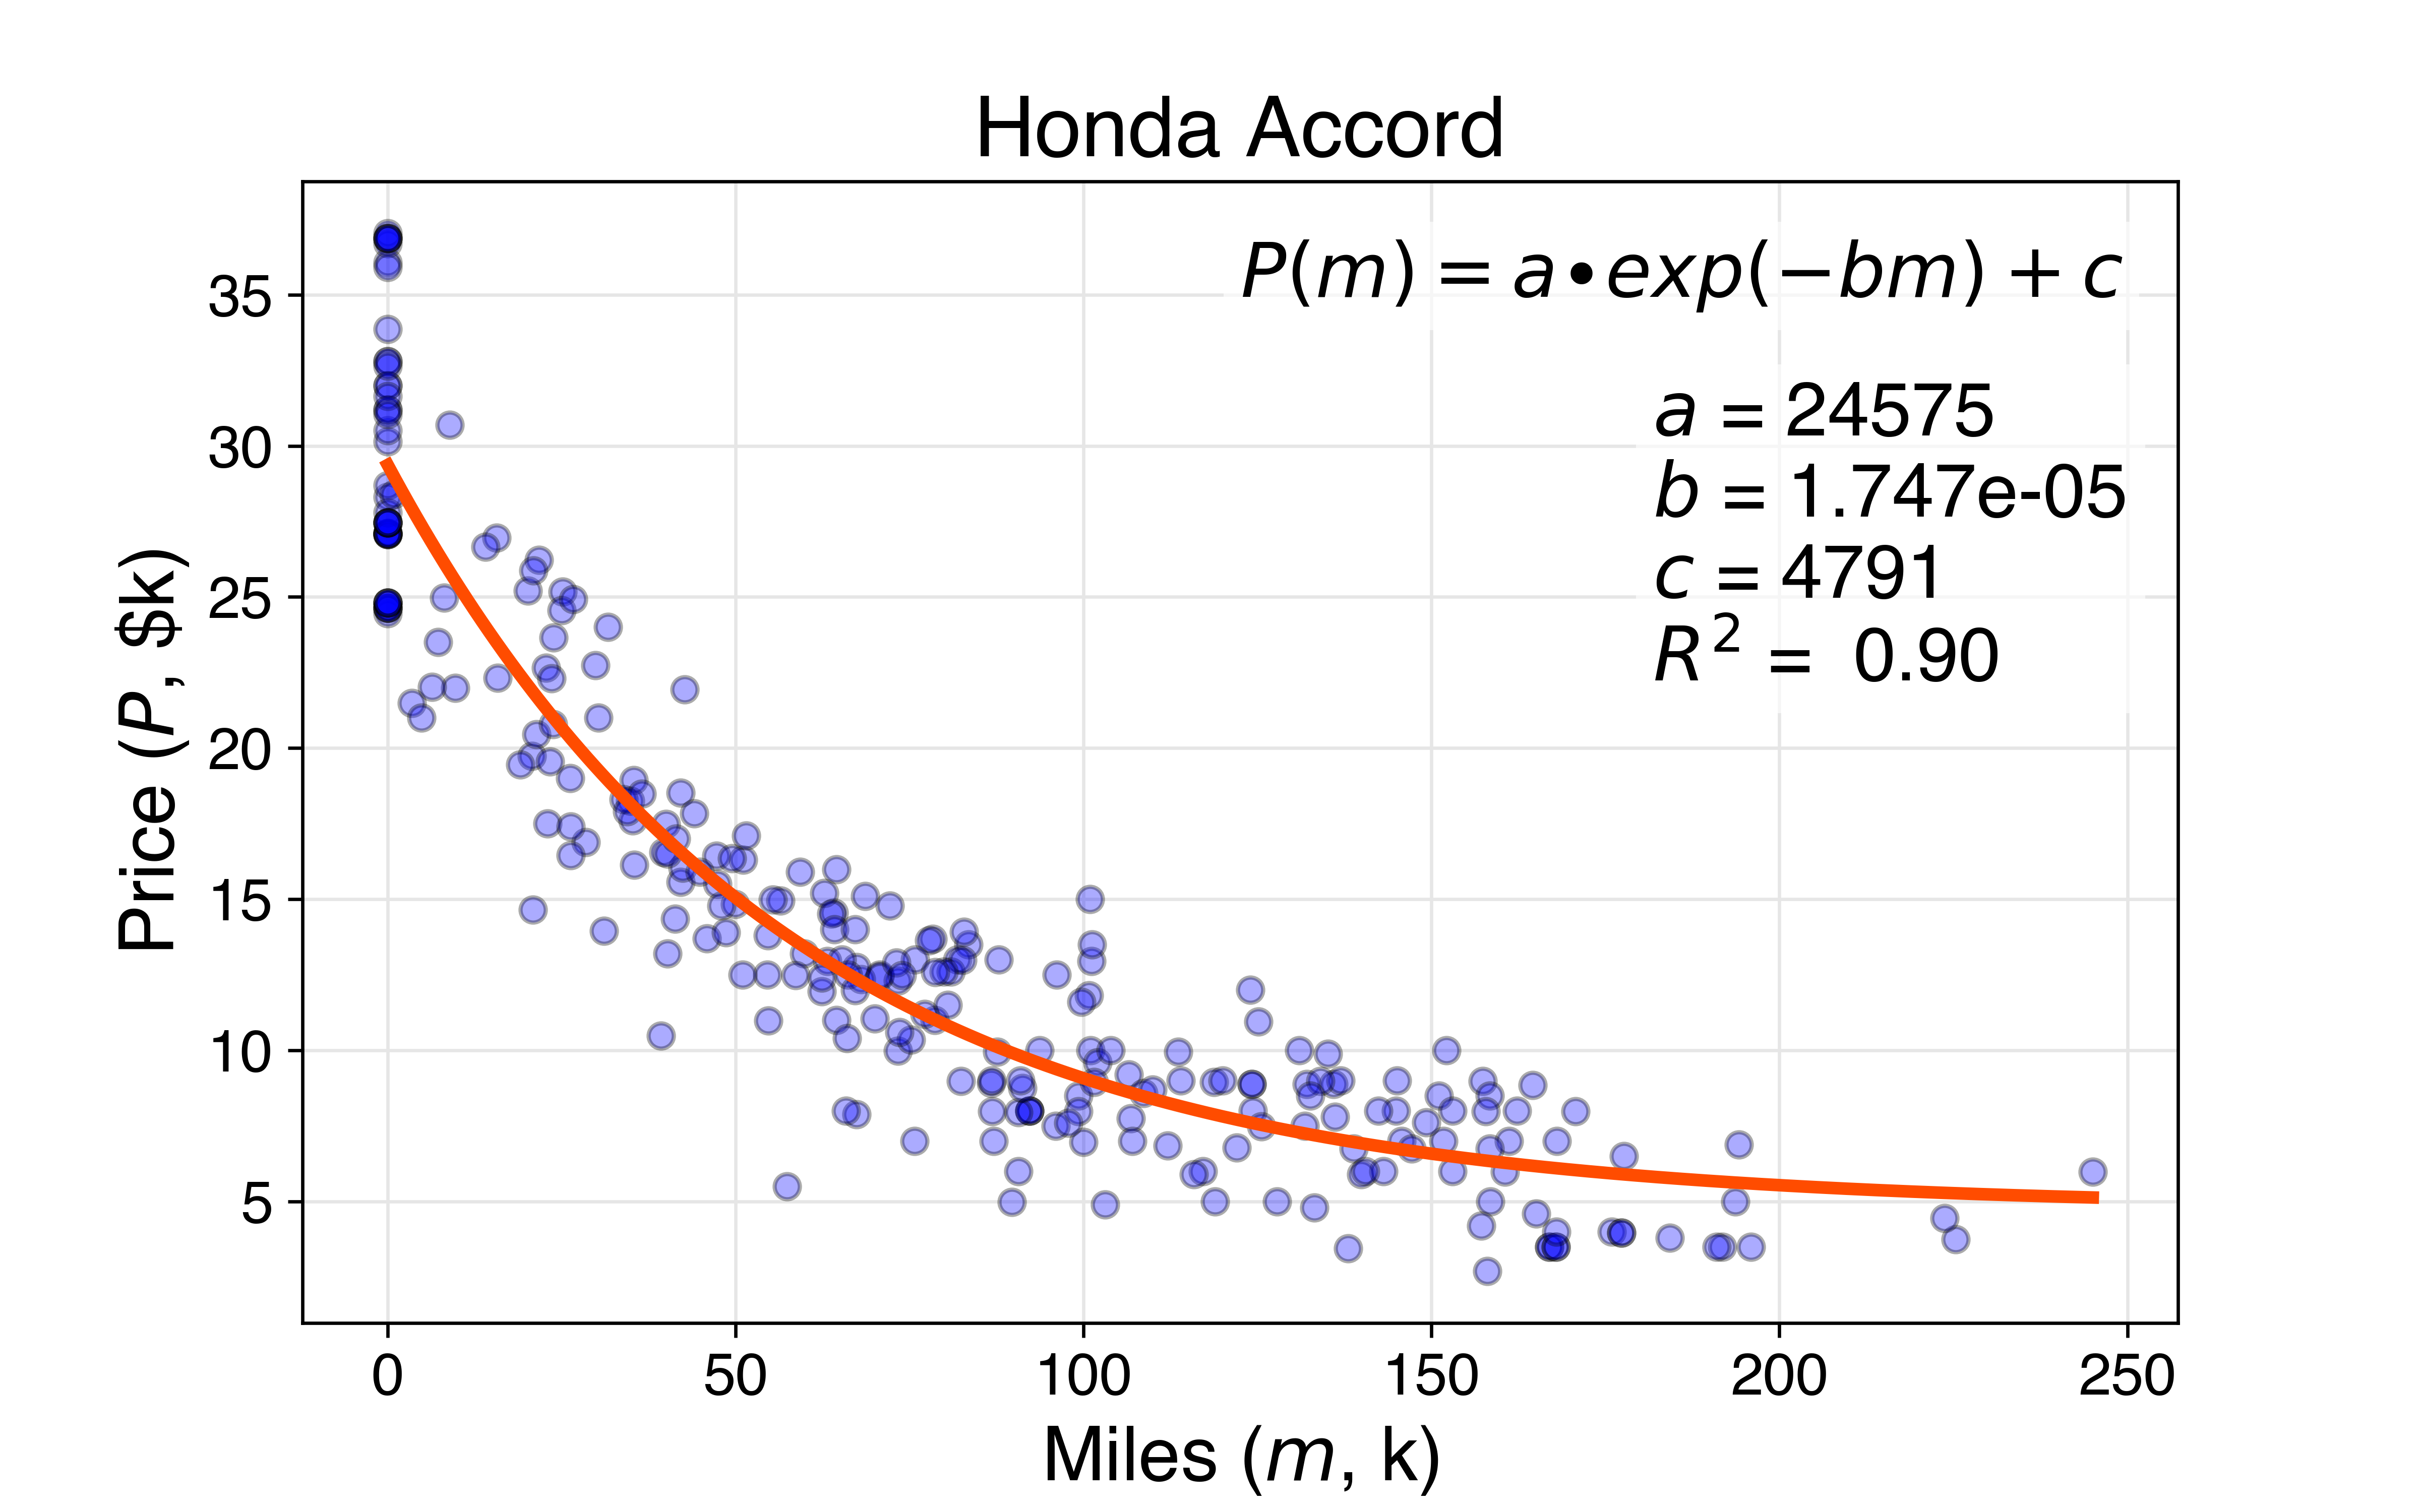 Honda Accord
P(m) = a•exp(−bm) + c
a = 24575
b = 1.747e-05
c = 4791
R² = 0.90
Price (P, $k)
35
30
25
20
15
10
5
0 50 100 150 200 250
Miles (m, k)